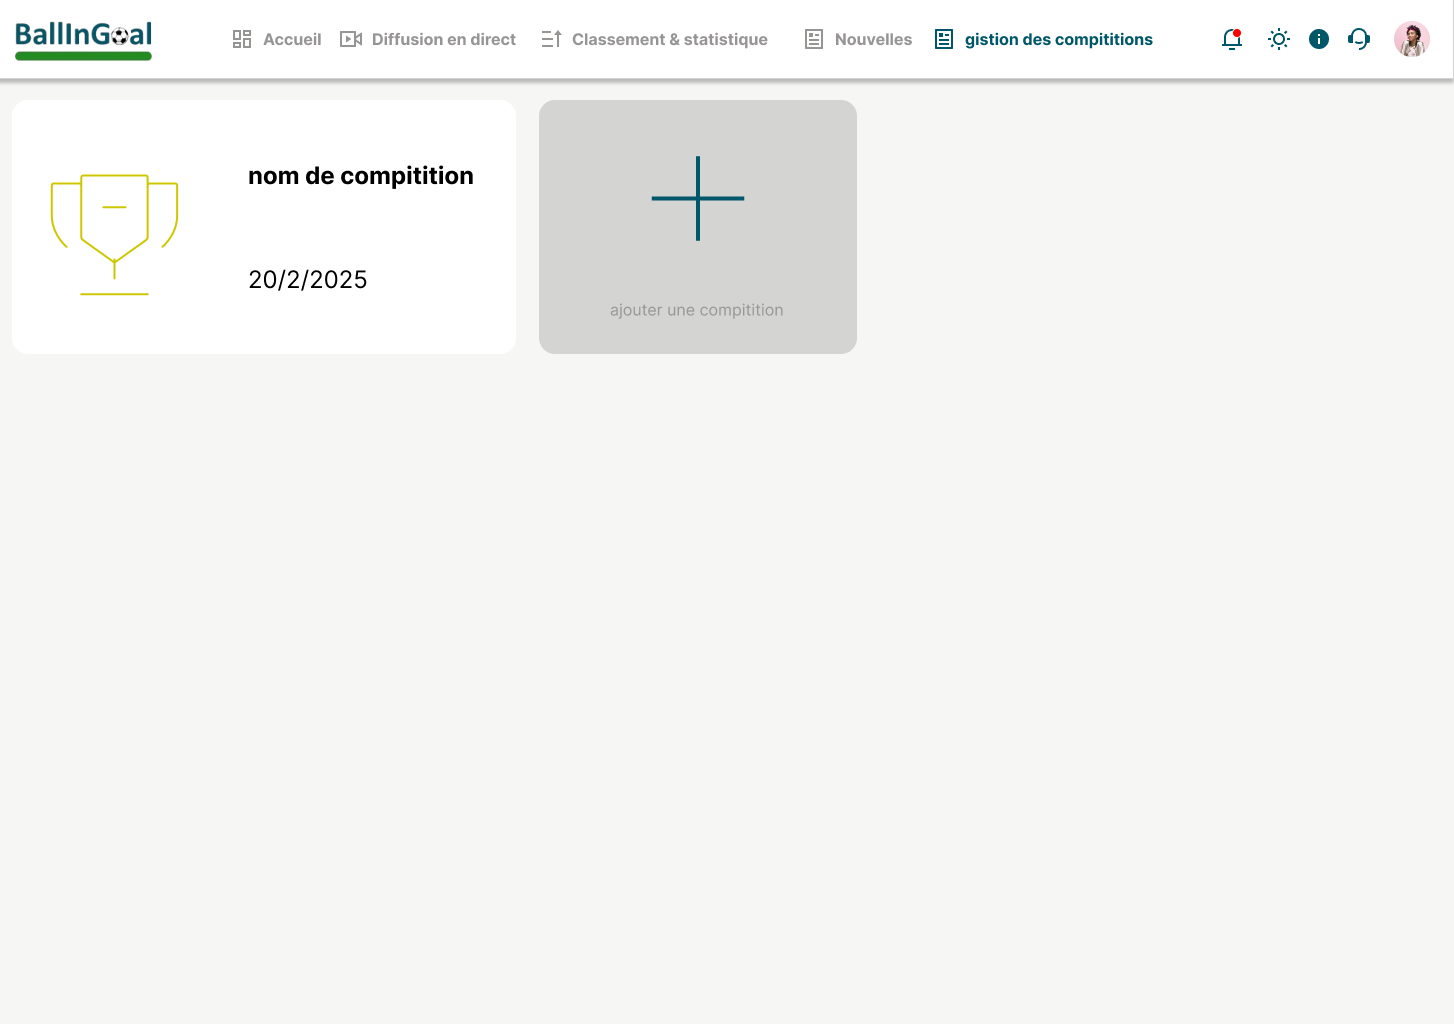 BallInGoal
Accueil
Diffusion en direct
Classement & statistique
Nouvelles
gistion des compititions
nom de compitition
20/2/2025
ajouter une compitition